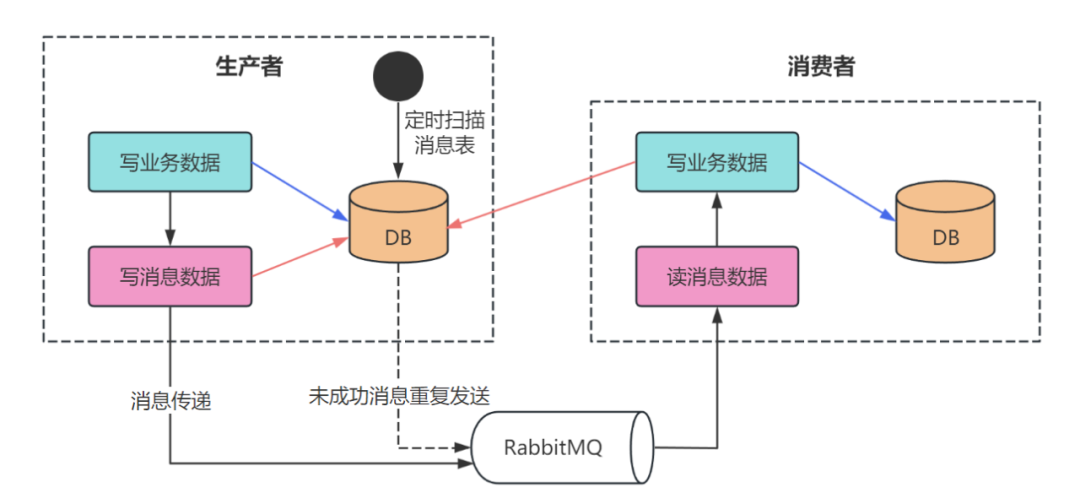 生产者
消费者
定时扫描
消息表
写业务数据
写业务数据
DB
DB
写消息数据
读消息数据
消息传递
未成功消息重复发送
RabbitMQ